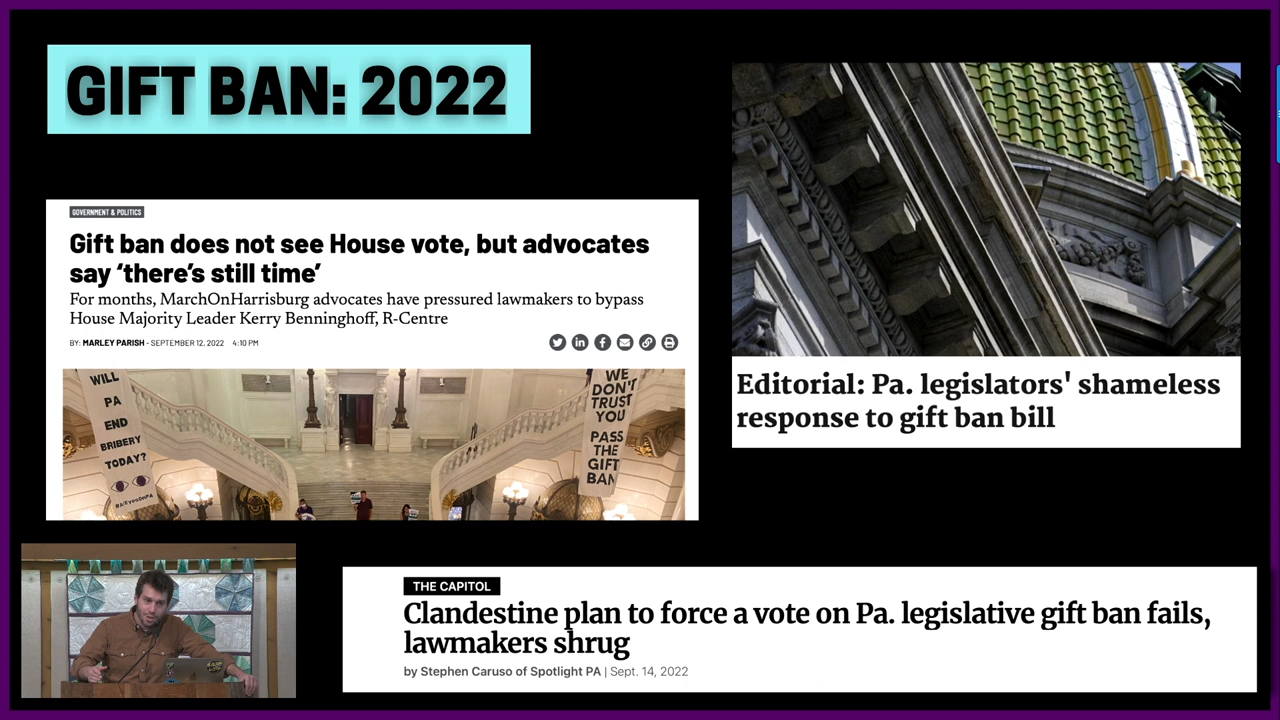 GIFT BAN: 2022
GOVERNMENT & POLITICS
Gift ban does not see House vote, but advocates
say ‘there’s still time’
For months, MarchOnHarrisburg advocates have pressured lawmakers to bypass
House Majority Leader Kerry Benninghoff, R-Centre
BY: MARLEY PARISH - SEPTEMBER 12, 2022 4:10 PM
WILL
PA
END
BRIBERY
TODAY?
#AllEyesOnPA
WE
DON'T
TRUST
YOU
PASS
THE
GIFT
BAN
Editorial: Pa. legislators' shameless
response to gift ban bill
THE CAPITOL
Clandestine plan to force a vote on Pa. legislative gift ban fails,
lawmakers shrug
by Stephen Caruso of Spotlight PA | Sept. 14, 2022